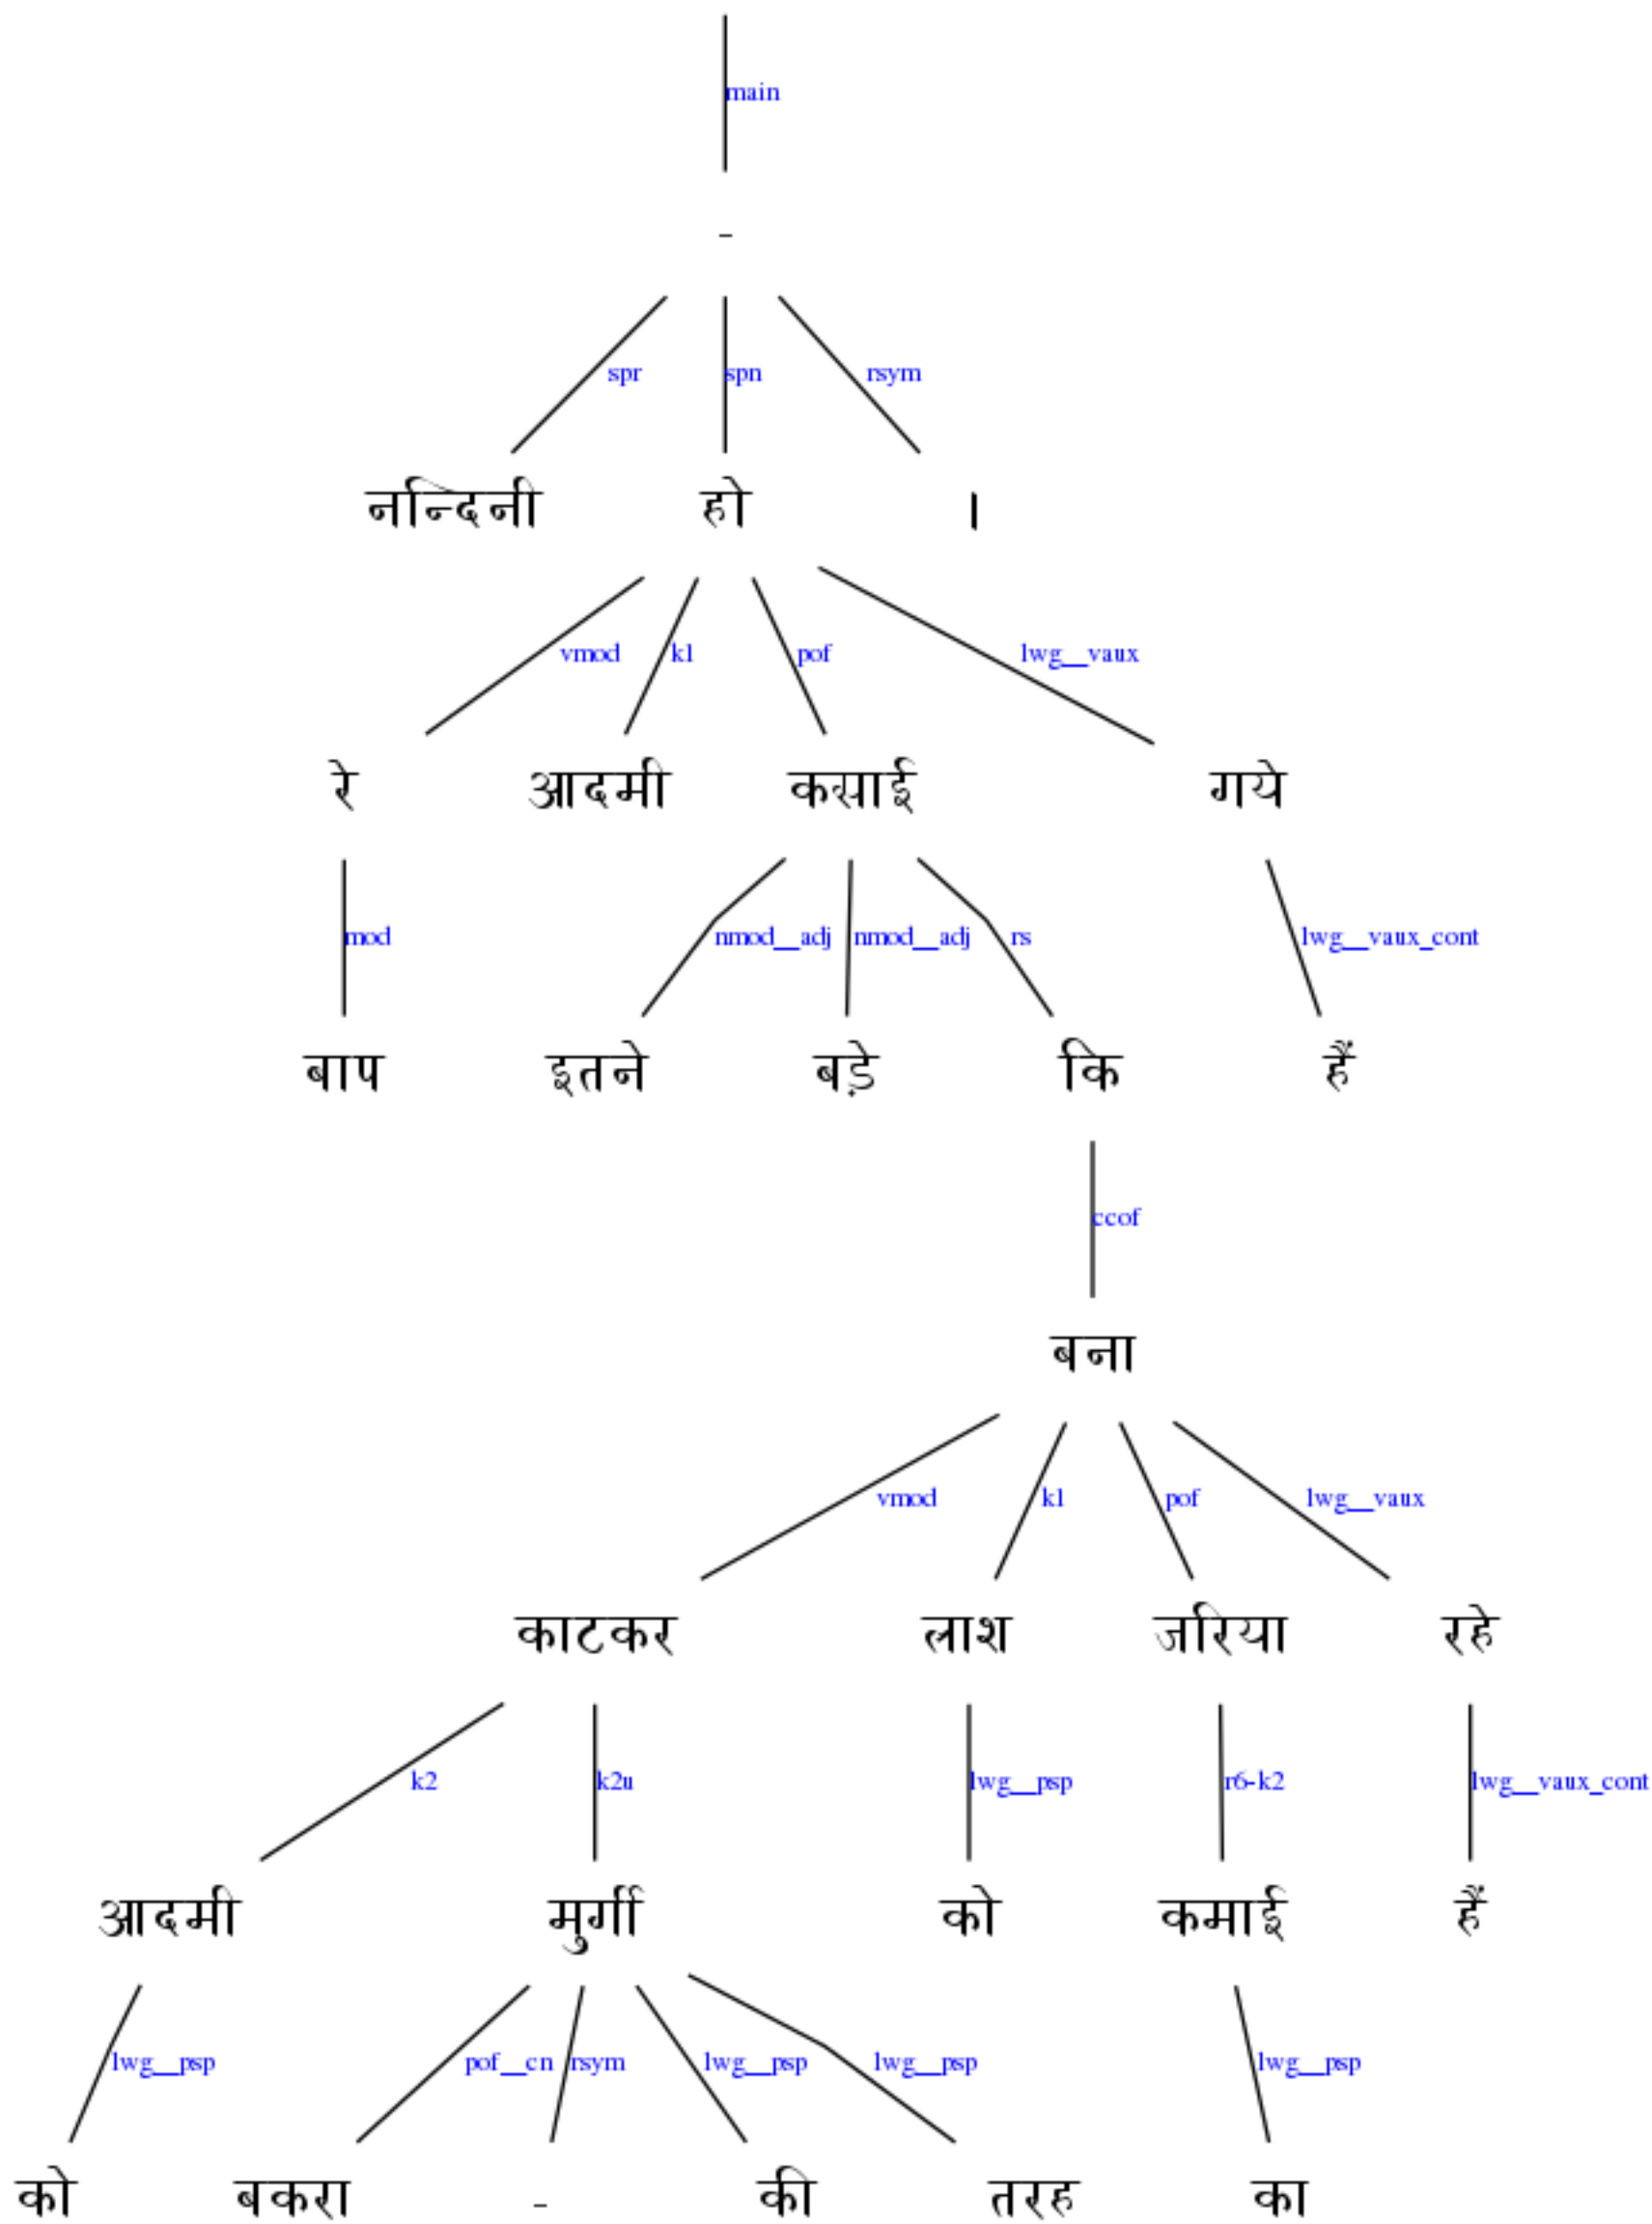 main
-
spr spn rsym
नन्दिनी हो ।
vmod k1 pof lwg__vaux
रे आदमी कसाई गये
mod nmod__adj nmod__adj rs lwg__vaux_cont
बाप इतने बड़े कि हैं
ccof
बना
vmod k1 pof lwg__vaux
काटकर लाश जरिया रहे
k2 k2u lwg__psp r6-k2 lwg__vaux_cont
आदमी मुर्गी को कमाई हैं
lwg__psp pof__cn rsym lwg__psp lwg__psp lwg__psp
को बकरा - की तरह का